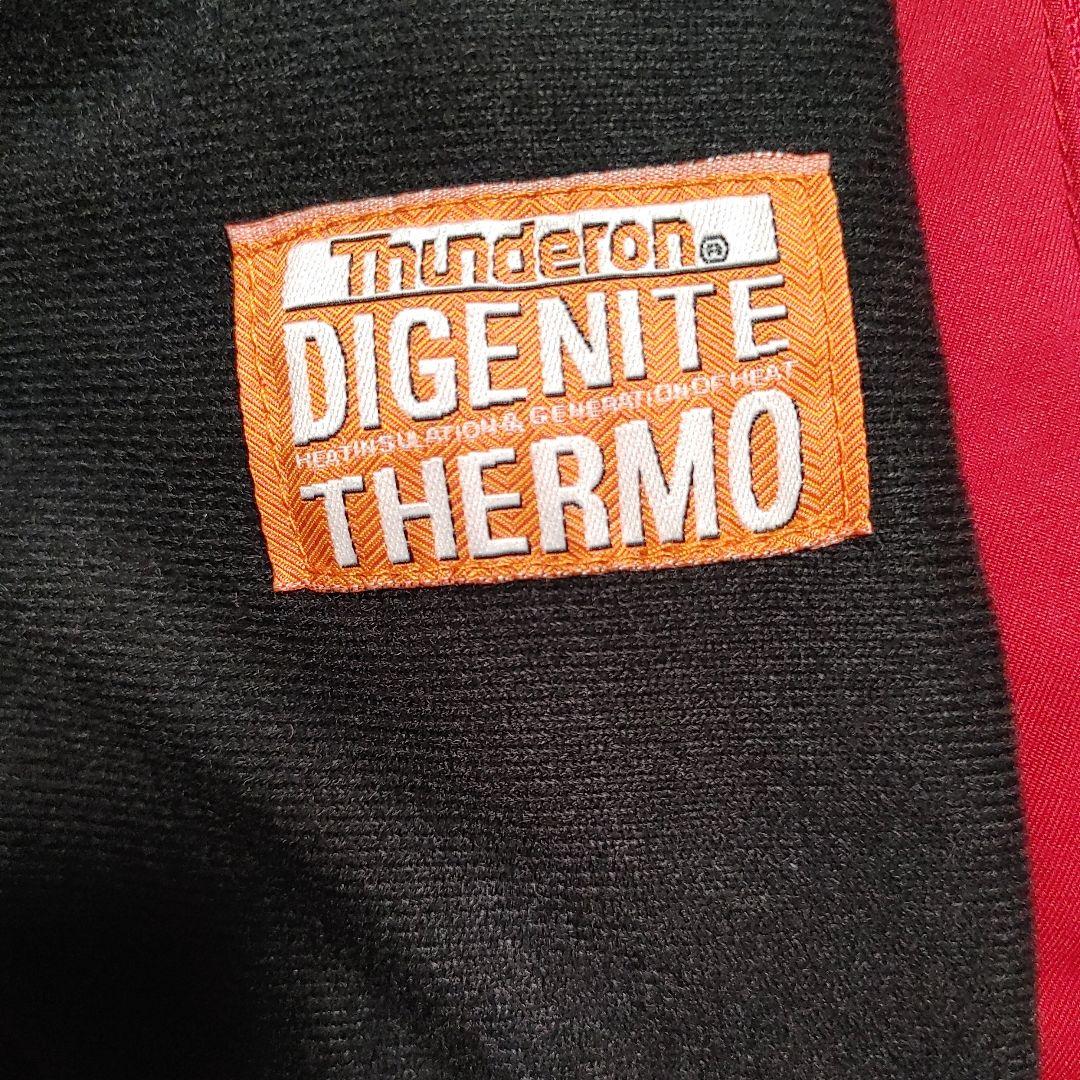 Thunderon®
DIGENITE
HEATINSULATION & GENERATION OF HEAT
THERMO